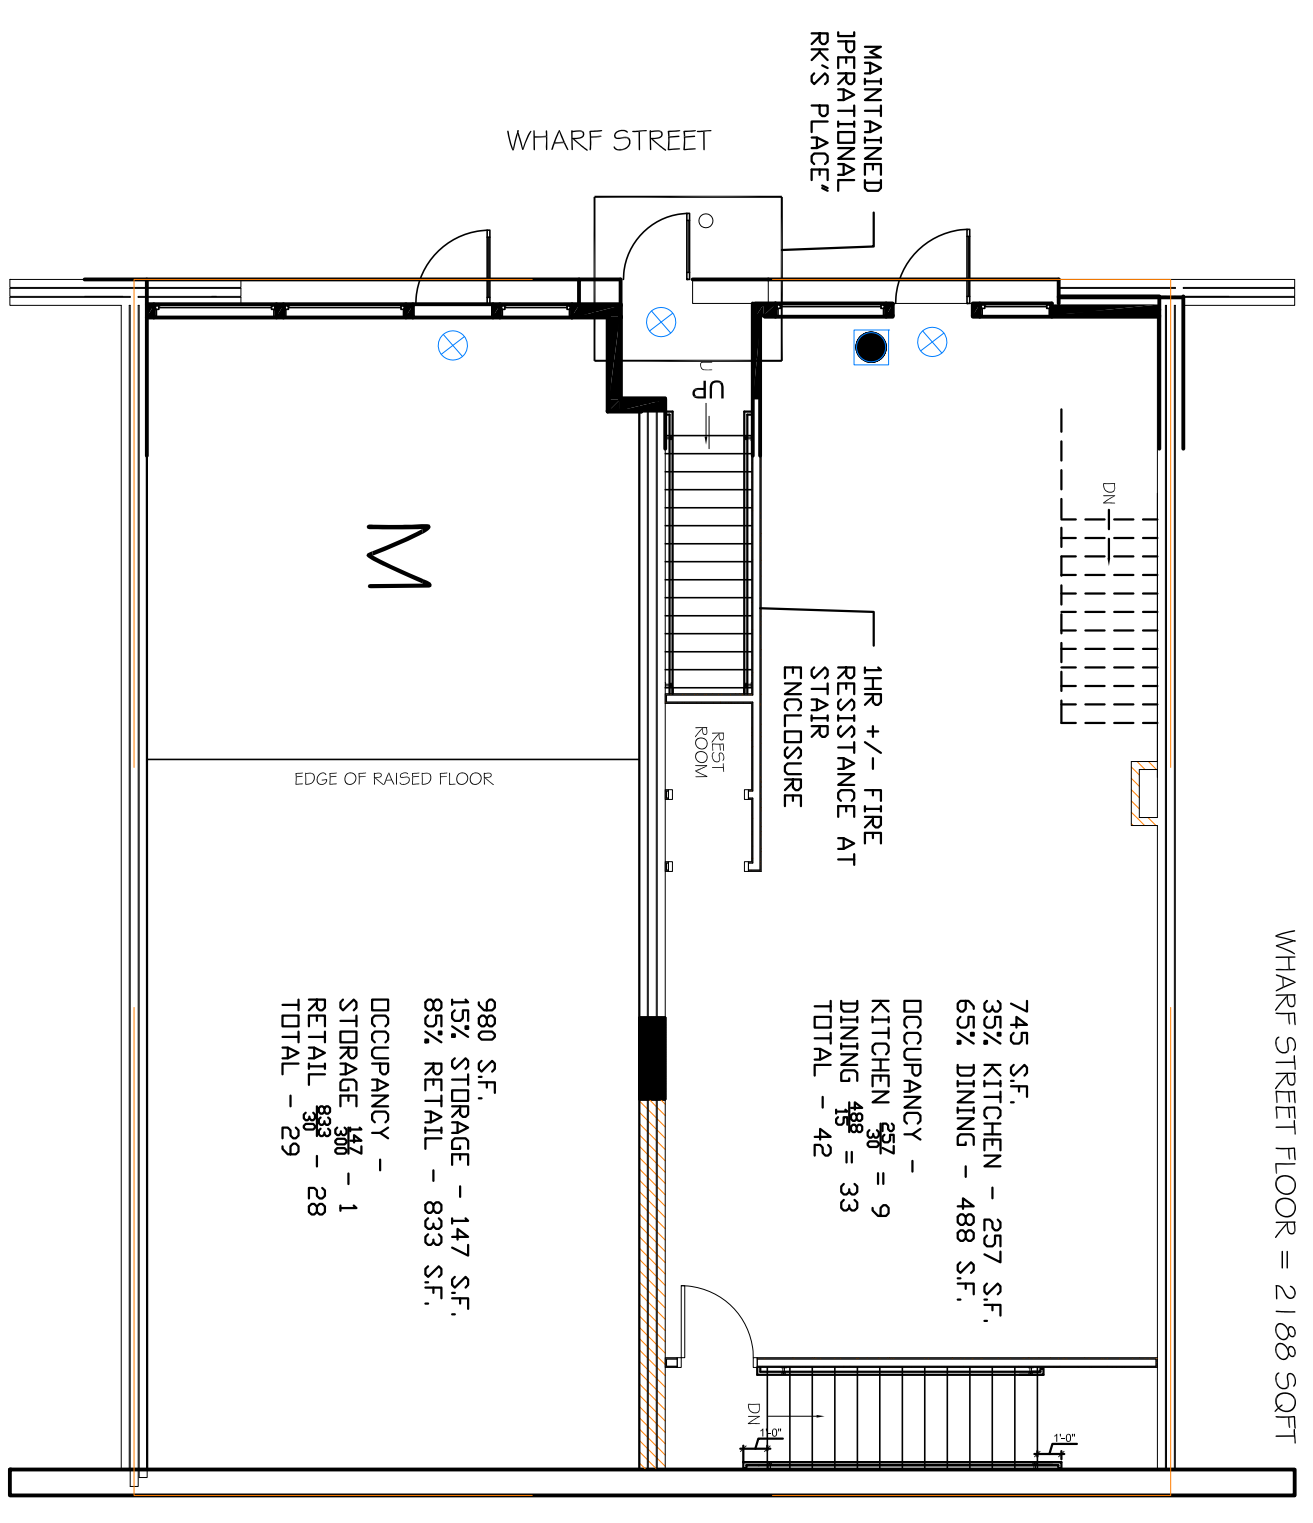 WHARF STREET
MAINTAINED
PERATIONAL
RK'S PLACE"
UP
U
DN
M
1HR +/- FIRE
RESISTANCE AT
STAIR
ENCLOSURE
REST
ROOM
EDGE OF RAISED FLOOR
WHARF STREET FLOOR = 2188 SQFT
745 S.F.
35% KITCHEN - 257 S.F.
65% DINING - 488 S.F.
OCCUPANCY -
KITCHEN 257/30 = 9
DINING 488/15 = 33
TOTAL - 42
980 S.F.
15% STORAGE - 147 S.F.
85% RETAIL - 833 S.F.
OCCUPANCY -
STORAGE 147/300 - 1
RETAIL 833/30 - 28
TOTAL - 29
DN
1'-0"
1'-0"